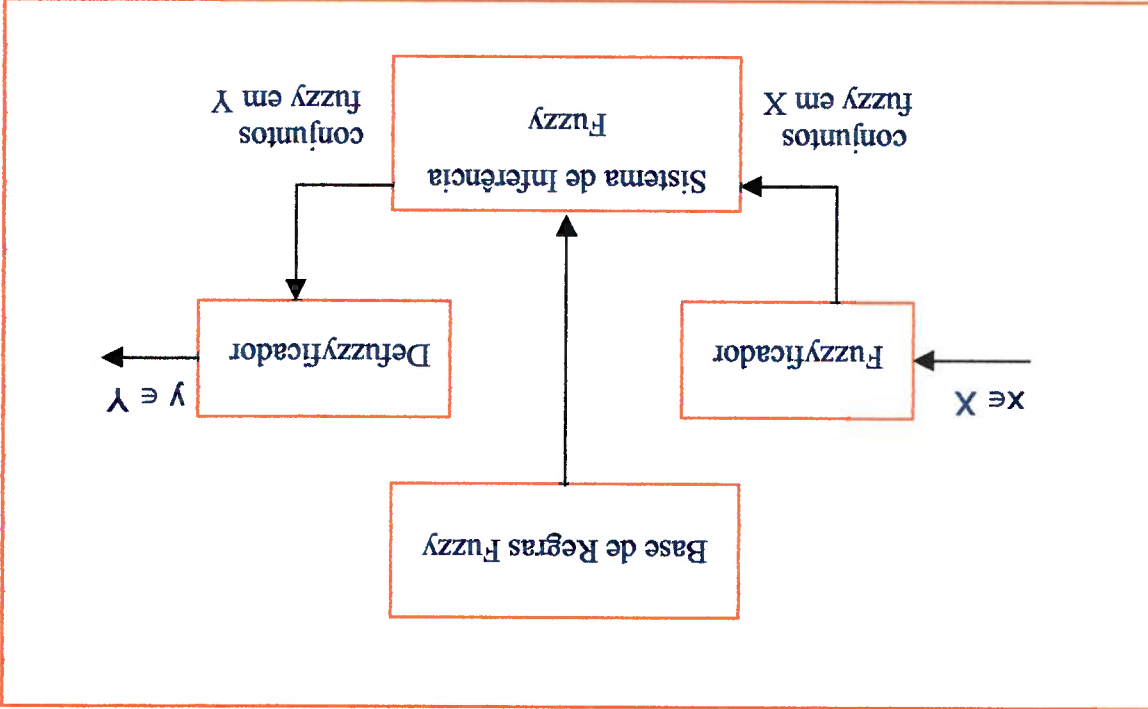 Base de Regras Fuzzy
x∈ X
Fuzzyficador
Defuzzyficador
y ∈ Y
conjuntos
fuzzy em X
Sistema de Inferência
Fuzzy
conjuntos
fuzzy em Y